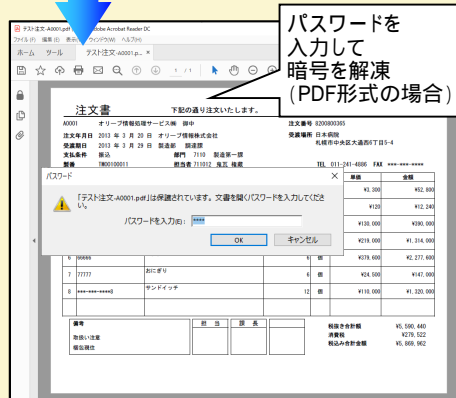 パスワードを
入力して
暗号を解凍
(PDF形式の場合)
テスト注文-A0001.pdf
Acrobat Reader DC
ファイル(F) 編集(E) 表示 ウィンドウ(W) ヘルプ(H)
ホーム ツール テスト注文-A0001.p... ×
1 / 1
注文書 下記の通り注文いたします。
A0001 オリーブ情報処理サービス㈱ 御中 注文番号 8200800365
注文年月日 2013 年 3 月 20 日 オリーブ情報株式会社 受渡場所 日本病院
受渡期日 2013 年 3 月 29 日 製造部 調達課 札幌市中央区大通西6丁目5-4
支払条件 振込 部門 7110 製造第一課
製番 TW00100011 担当者 711012 TEL 011-241-4886 FAX ***-***-****
単価 金額
¥3,300 ¥52,800
¥120 ¥12,240
¥130,000 ¥390,000
¥219,000 ¥1,314,000
パスワード ×
「テスト注文-A0001.pdf」は保護されています。文書を開くパスワードを入力してくださ
い。
パスワードを入力(E): ****
OK キャンセル
6 66666 6 個 ¥379,600 ¥2,277,600
7 77777 おにぎり 6 個 ¥24,500 ¥147,000
8 ***-***-****8 サンドイッチ 12 個 ¥110,000 ¥1,320,000
備考 担当 課長
取扱い注意
梱包現住
税抜き合計額 ¥5,590,440
消費税 ¥279,522
税込み合計金額 ¥5,869,962